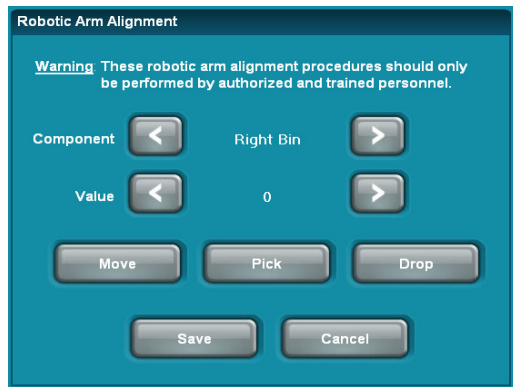 Robotic Arm Alignment
Warning: These robotic arm alignment procedures should only
be performed by authorized and trained personnel.
Component < Right Bin >
Value < 0 >
Move Pick Drop
Save Cancel